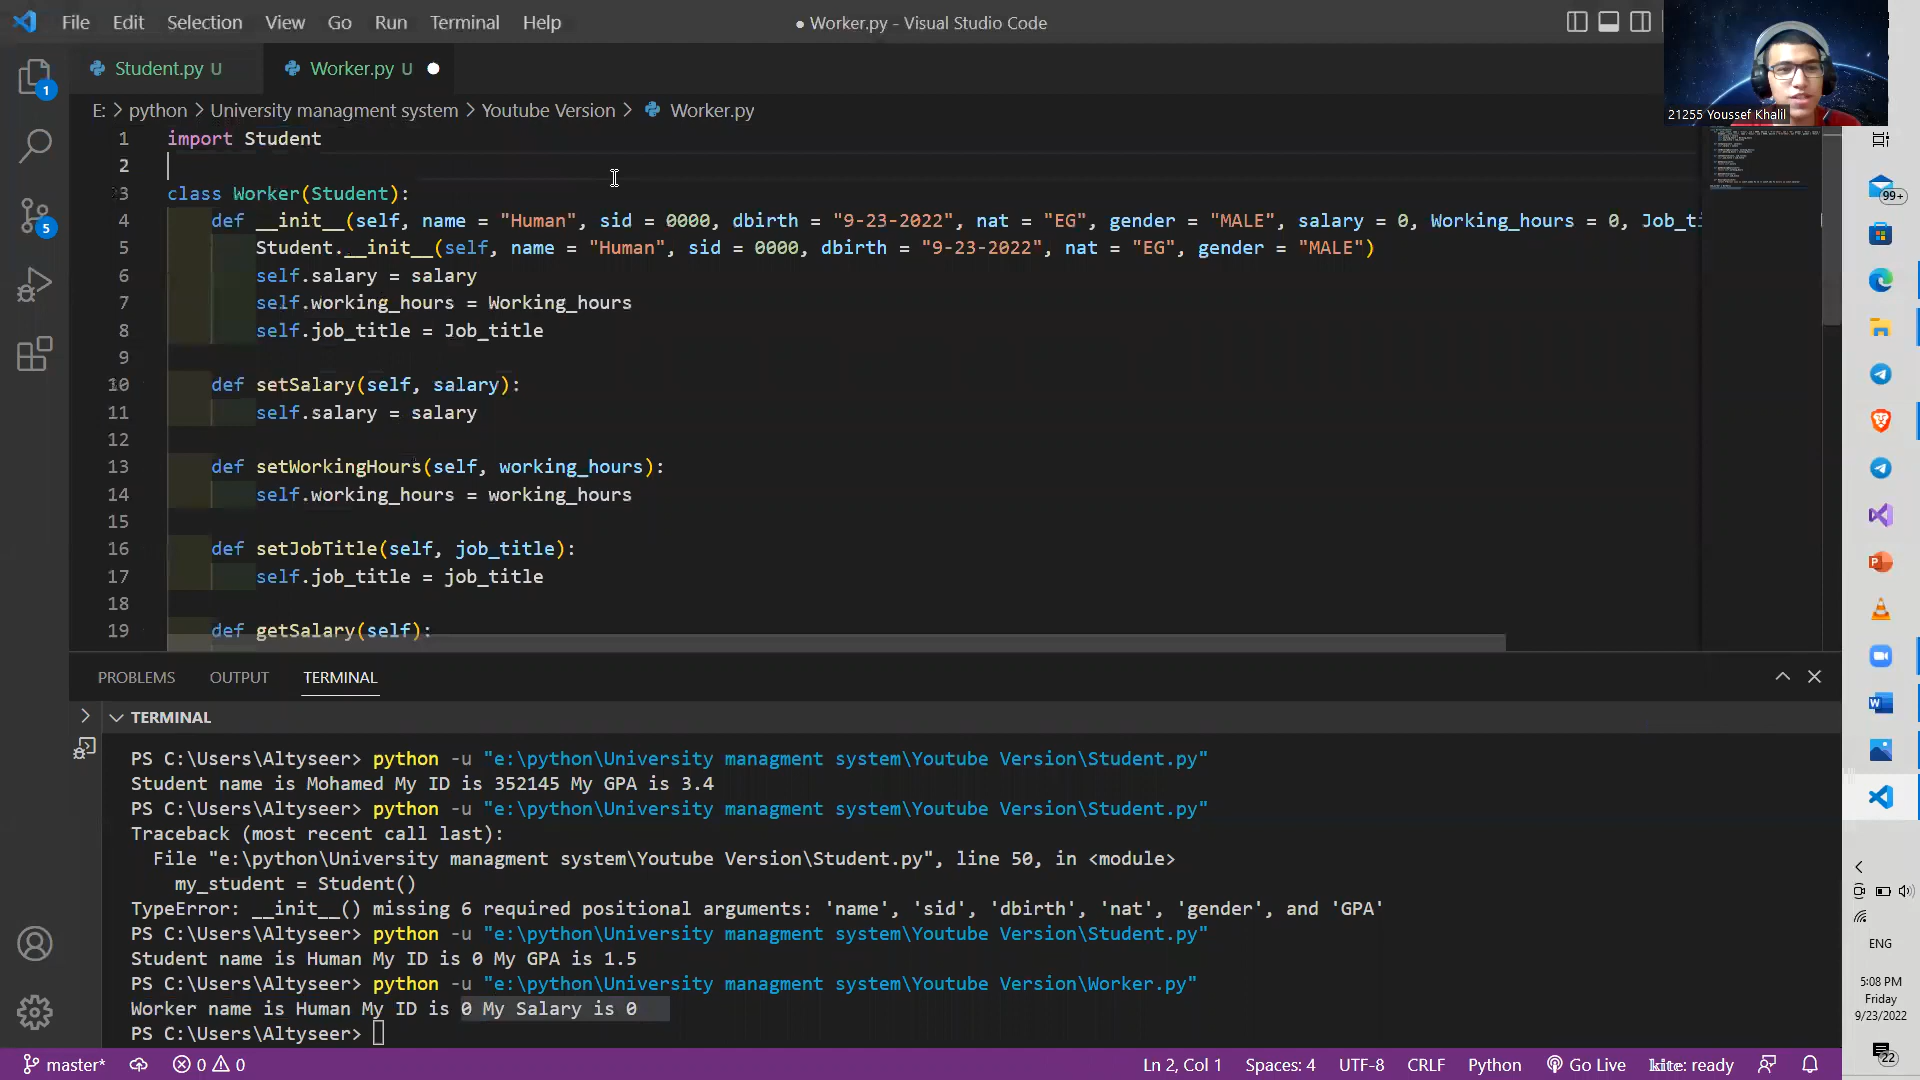 File Edit Selection View Go Run Terminal Help
● Worker.py - Visual Studio Code
21255 Youssef Khalil
Student.py U
Worker.py U
E: > python > University managment system > Youtube Version > Worker.py
1 import Student
2
3 class Worker(Student):
4 def __init__(self, name = "Human", sid = 0000, dbirth = "9-23-2022", nat = "EG", gender = "MALE", salary = 0, Working_hours = 0, Job_ti
5 Student.__init__(self, name = "Human", sid = 0000, dbirth = "9-23-2022", nat = "EG", gender = "MALE")
6 self.salary = salary
7 self.working_hours = Working_hours
8 self.job_title = Job_title
9
10 def setSalary(self, salary):
11 self.salary = salary
12
13 def setWorkingHours(self, working_hours):
14 self.working_hours = working_hours
15
16 def setJobTitle(self, job_title):
17 self.job_title = job_title
18
19 def getSalary(self):
PROBLEMS OUTPUT TERMINAL
TERMINAL
PS C:\Users\Altyseer> python -u "e:\python\University managment system\Youtube Version\Student.py"
Student name is Mohamed My ID is 352145 My GPA is 3.4
PS C:\Users\Altyseer> python -u "e:\python\University managment system\Youtube Version\Student.py"
Traceback (most recent call last):
File "e:\python\University managment system\Youtube Version\Student.py", line 50, in <module>
my_student = Student()
TypeError: __init__() missing 6 required positional arguments: 'name', 'sid', 'dbirth', 'nat', 'gender', and 'GPA'
PS C:\Users\Altyseer> python -u "e:\python\University managment system\Youtube Version\Student.py"
Student name is Human My ID is 0 My GPA is 1.5
PS C:\Users\Altyseer> python -u "e:\python\University managment system\Youtube Version\Worker.py"
Worker name is Human My ID is 0 My Salary is 0
PS C:\Users\Altyseer>
master* 0 0
Ln 2, Col 1 Spaces: 4 UTF-8 CRLF Python Go Live kite: ready
1
5
99+
ENG
5:08 PM
Friday
9/23/2022
22